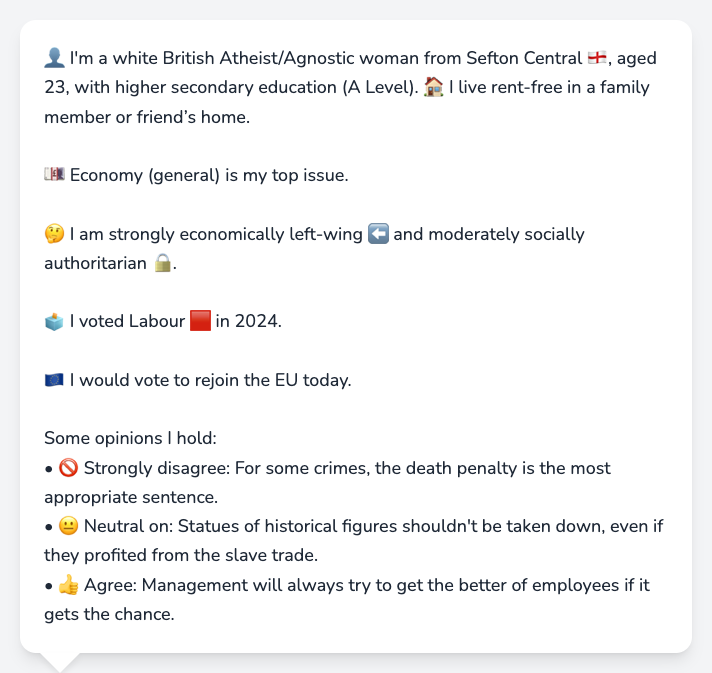 👤 I'm a white British Atheist/Agnostic woman from Sefton Central 🏴󠁧󠁢󠁥󠁮󠁧󠁿, aged
23, with higher secondary education (A Level). 🏠 I live rent-free in a family
member or friend’s home.
💷 Economy (general) is my top issue.
🤔 I am strongly economically left-wing ⬅️ and moderately socially
authoritarian 🔒.
🗳️ I voted Labour 🟥 in 2024.
🇪🇺 I would vote to rejoin the EU today.
Some opinions I hold:
• 🚫 Strongly disagree: For some crimes, the death penalty is the most
appropriate sentence.
• 😐 Neutral on: Statues of historical figures shouldn't be taken down, even if
they profited from the slave trade.
• 👍 Agree: Management will always try to get the better of employees if it
gets the chance.